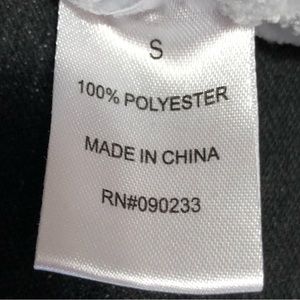 S
100% POLYESTER
MADE IN CHINA
RN#090233